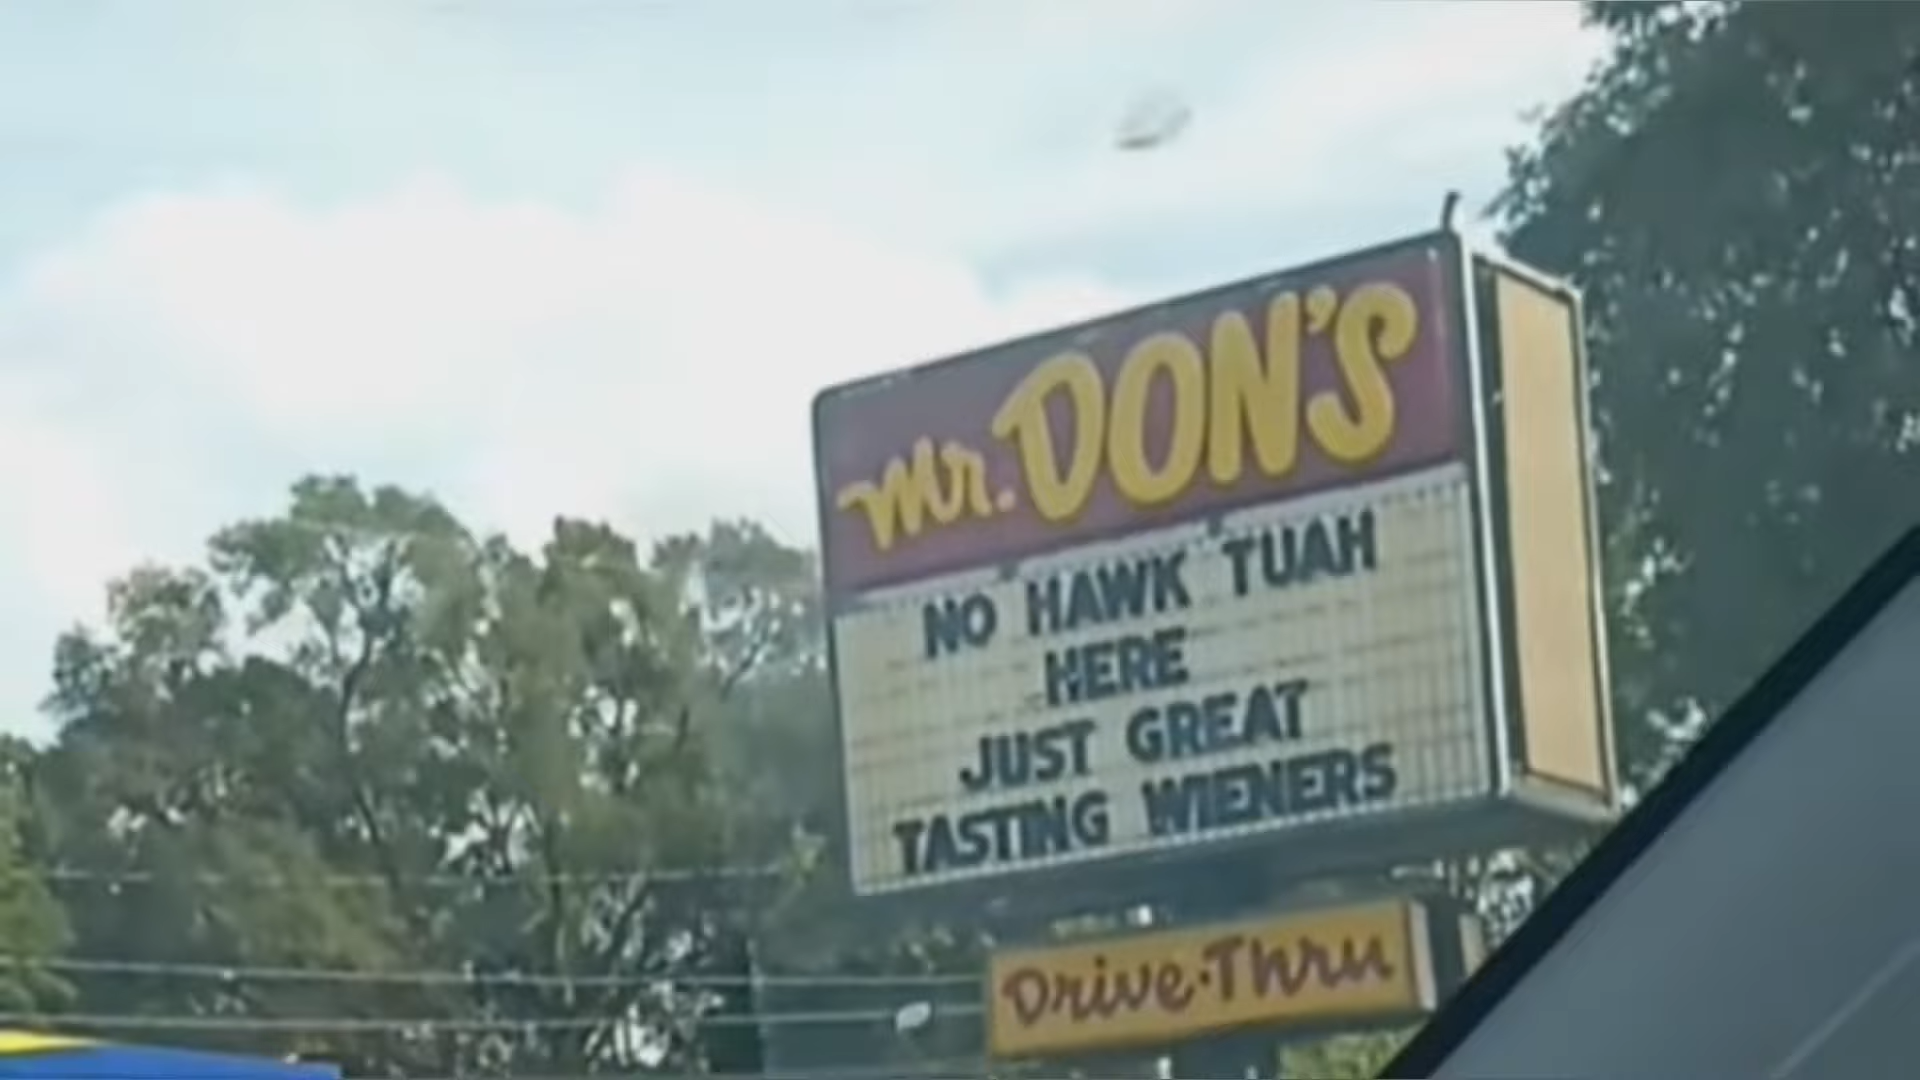 Mr. DON'S
NO HAWK TUAH
HERE
JUST GREAT
TASTING WIENERS
Drive-Thru